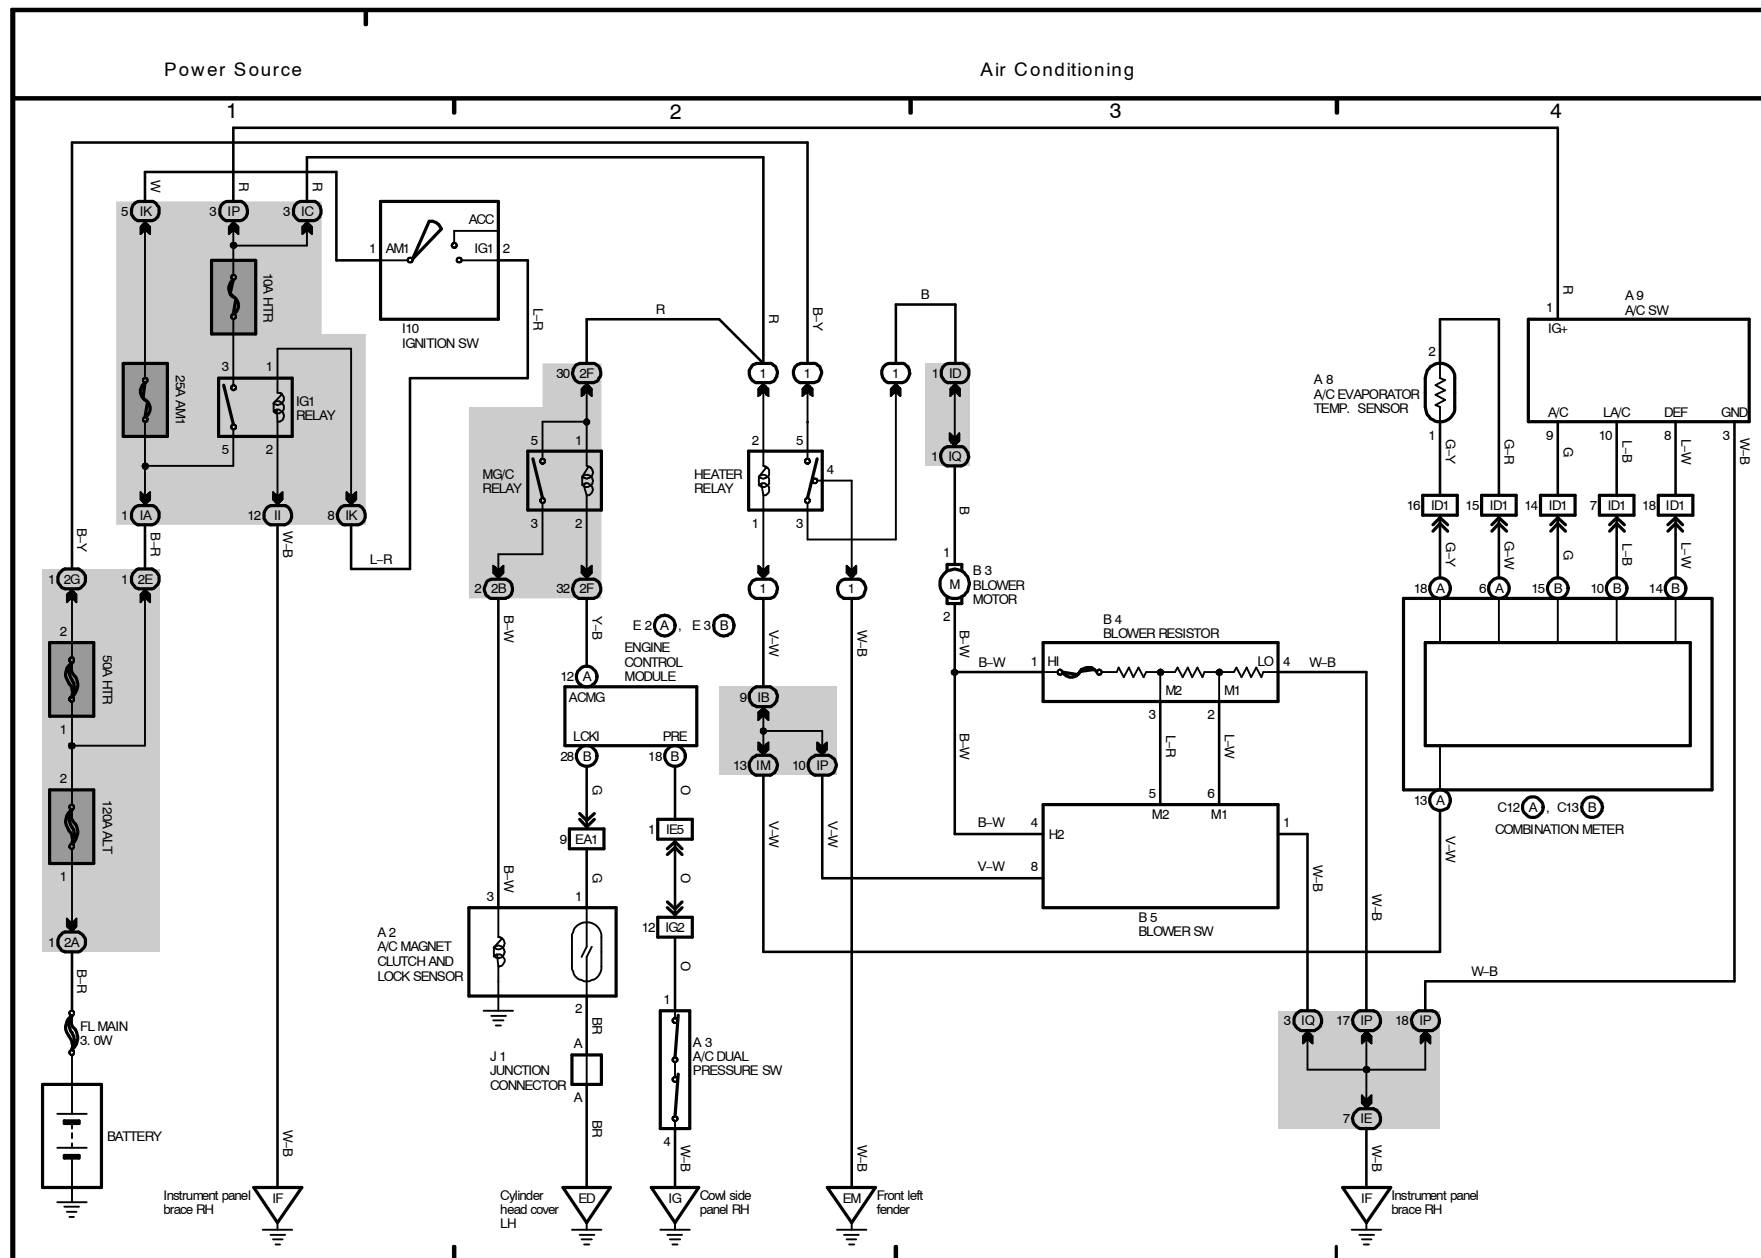 Power Source
Air Conditioning
1
2
3
4
W
R
R
5 IK
3 IP
3 IC
10A HTR
25A AM1
3
1
IG1
RELAY
5
2
1 IA
12 II
8 IK
B–Y
B–R
W–B
L–R
ACC
1
AM1
IG1
2
I10
IGNITION SW
L–R
1 2G
1 2E
2
50A HTR
1
2
120A ALT
1
1 2A
B–R
FL MAIN
3. 0W
BATTERY
W–B
Instrument panel
brace RH
IF
R
R
B–Y
B
30 2F
1
1
1
1 ID
5
1
MG/C
RELAY
3
2
2 2B
32 2F
2
5
HEATER
RELAY
4
1
3
1
1
1 IQ
B
B–W
Y–B
E 2 A , E 3 B
ENGINE
CONTROL
MODULE
12 A
ACMG
LCKI
PRE
28 B
18 B
G
O
9 EA1
1 IE5
G
O
12 IG2
O
B–W
3
1
A 2
A/C MAGNET
CLUTCH AND
LOCK SENSOR
2
BR
A
J 1
JUNCTION
CONNECTOR
A
BR
1
A 3
A/C DUAL
PRESSURE SW
4
W–B
Cylinder
head cover
LH
ED
IG
Cowl side
panel RH
V–W
W–B
9 IB
13 IM
10 IP
V–W
V–W
W–B
EM
Front left
fender
1
M
B 3
BLOWER
MOTOR
2
B–W
B–W
B 4
BLOWER RESISTOR
1
HI
LO
4
W–B
M2
M1
3
2
L–R
L–W
B–W
5
6
M2
M1
B–W
4
H2
V–W
8
1
B 5
BLOWER SW
W–B
W–B
R
1
A 9
A/C SW
IG+
A/C
LA/C
DEF
GND
9
10
8
3
2
A 8
A/C EVAPORATOR
TEMP. SENSOR
1
G–Y
G–R
G
L–B
L–W
W–B
16 ID1
15 ID1
14 ID1
7 ID1
18 ID1
G–Y
G–W
G
L–B
L–W
18 A
6 A
15 B
10 B
14 B
13 A
C12 A , C13 B
COMBINATION METER
V–W
W–B
3 IQ
17 IP
18 IP
7 IE
W–B
IF
Instrument panel
brace RH